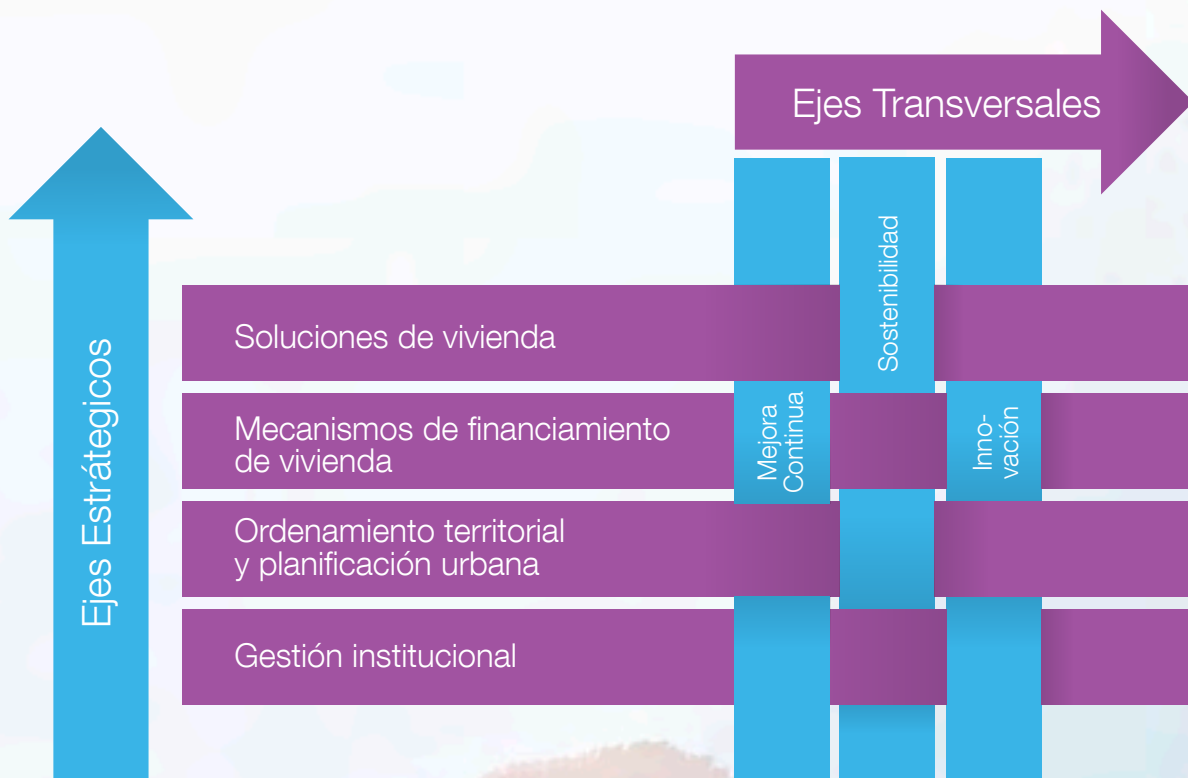 Ejes Transversales
Ejes Estrátegicos
Sostenibilidad
Soluciones de vivienda
Mecanismos de financiamiento
de vivienda
Mejora
Continua
Inno-
vación
Ordenamiento territorial
y planificación urbana
Gestión institucional